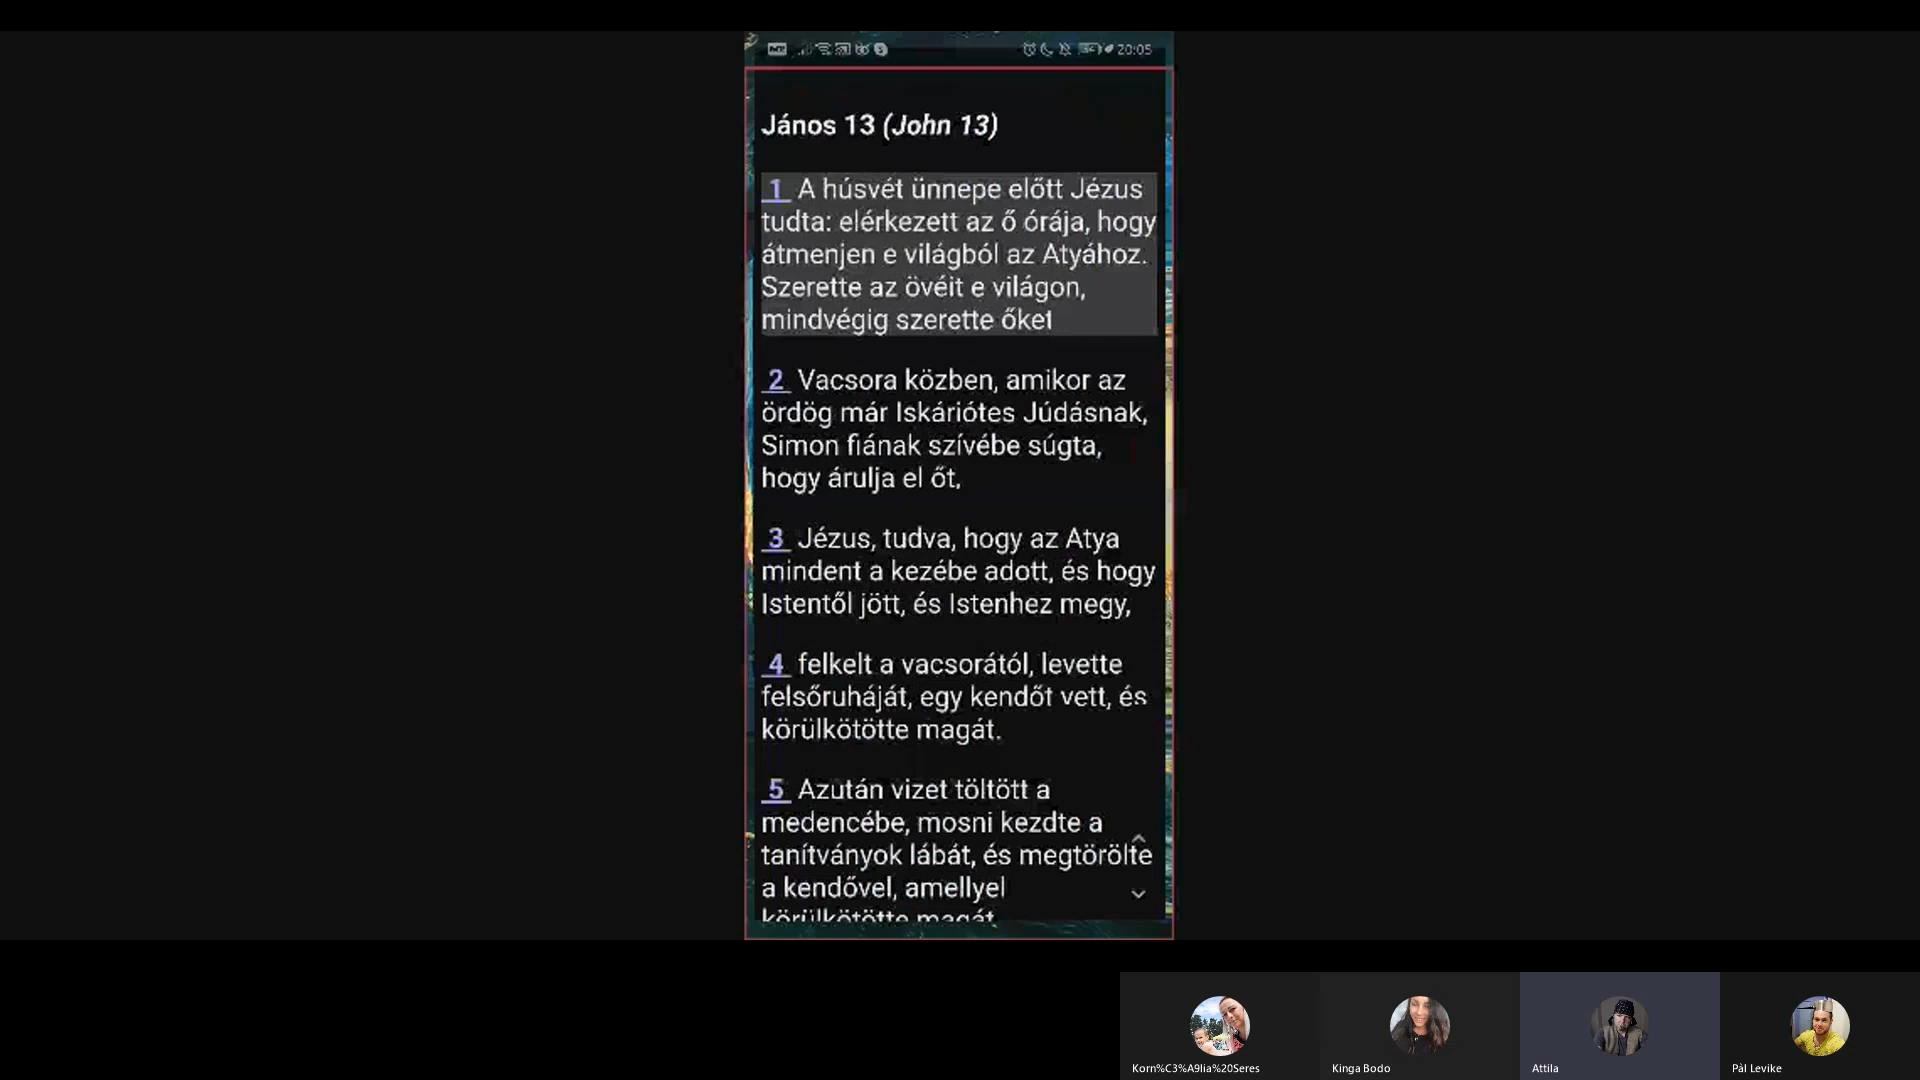 20:05
János 13 (John 13)
1 A húsvét ünnepe előtt Jézus
tudta: elérkezett az ő órája, hogy
átmenjen e világból az Atyához.
Szerette az övéit e világon,
mindvégig szerette őket
2 Vacsora közben, amikor az
ördög már Iskáriótes Júdásnak,
Simon fiának szívébe súgta,
hogy árulja el őt,
3 Jézus, tudva, hogy az Atya
mindent a kezébe adott, és hogy
Istentől jött, és Istenhez megy,
4 felkelt a vacsorától, levette
felsőruháját, egy kendőt vett, és
körülkötötte magát.
5 Azután vizet töltött a
medencébe, mosni kezdte a
tanítványok lábát, és megtörölte
a kendővel, amellyel
körülkötötte magát
Korn%C3%A9lia%20Seres
Kinga Bodo
Attila
Pàl Levike